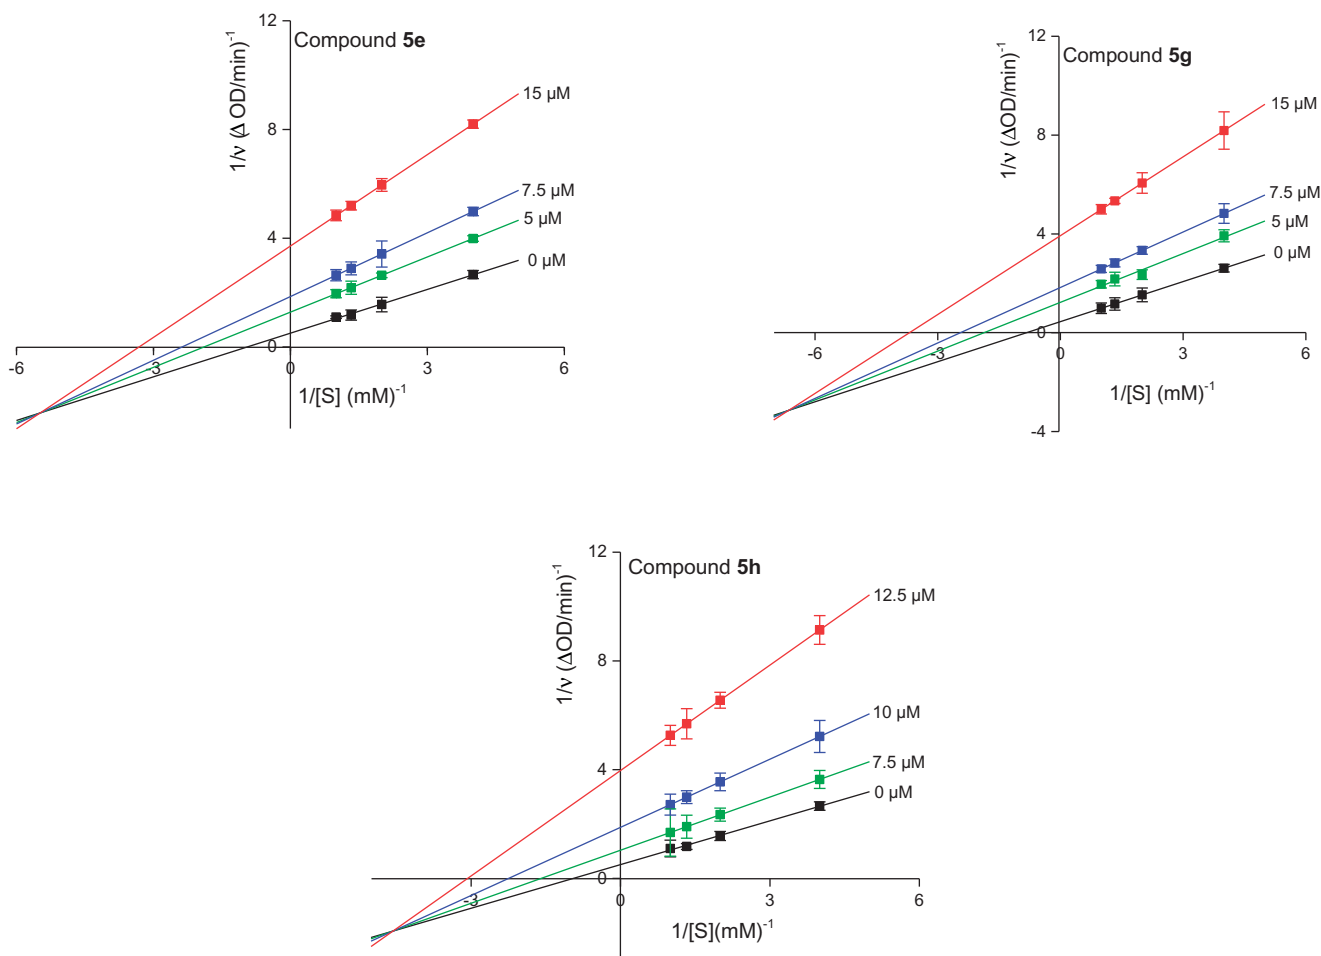 Compound 5e
1/ν (Δ OD/min)⁻¹
12
8
4
0
-6
-3
0
3
6
1/[S] (mM)⁻¹
15 µM
7.5 µM
5 µM
0 µM
Compound 5g
1/ν (ΔOD/min)⁻¹
12
8
4
0
-4
-6
-3
0
3
6
1/[S] (mM)⁻¹
15 µM
7.5 µM
5 µM
0 µM
Compound 5h
1/ν (ΔOD/min)⁻¹
12
8
4
0
-3
0
3
6
1/[S](mM)⁻¹
12.5 µM
10 µM
7.5 µM
0 µM